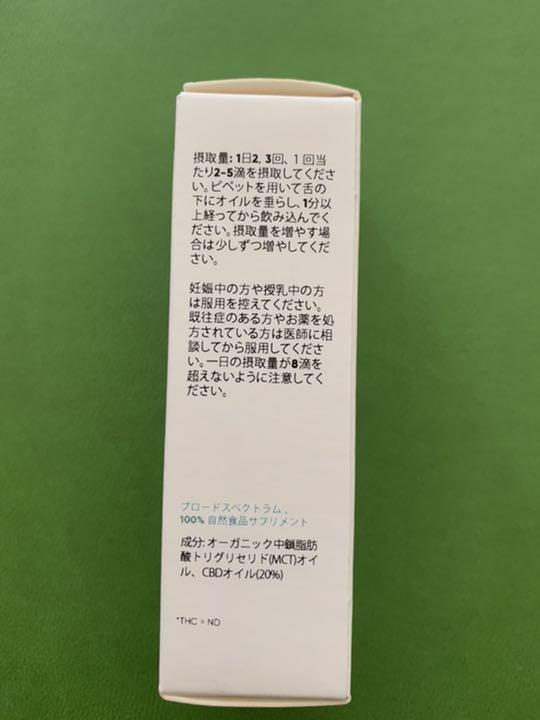 摂取量: 1日2, 3回、1 回当
たり2-5滴を摂取してくださ
い。ピペットを用いて舌の
下にオイルを垂らし、1分以
上経ってから飲み込んでく
ださい。摂取量を増やす場
合は少しずつ増やしてくだ
さい。
妊娠中の方や授乳中の方
は服用を控えてください。
既往症のある方やお薬を処
方されている方は医師に相
談してから服用してくださ
い。一日の摂取量が8滴を
超えないように注意してく
ださい。
ブロードスペクトラム 、
100% 自然食品サプリメント
成分: オーガニック中鎖脂肪
酸トリグリセリド(MCT)オイ
ル、CBDオイル(20%)
*THC = ND